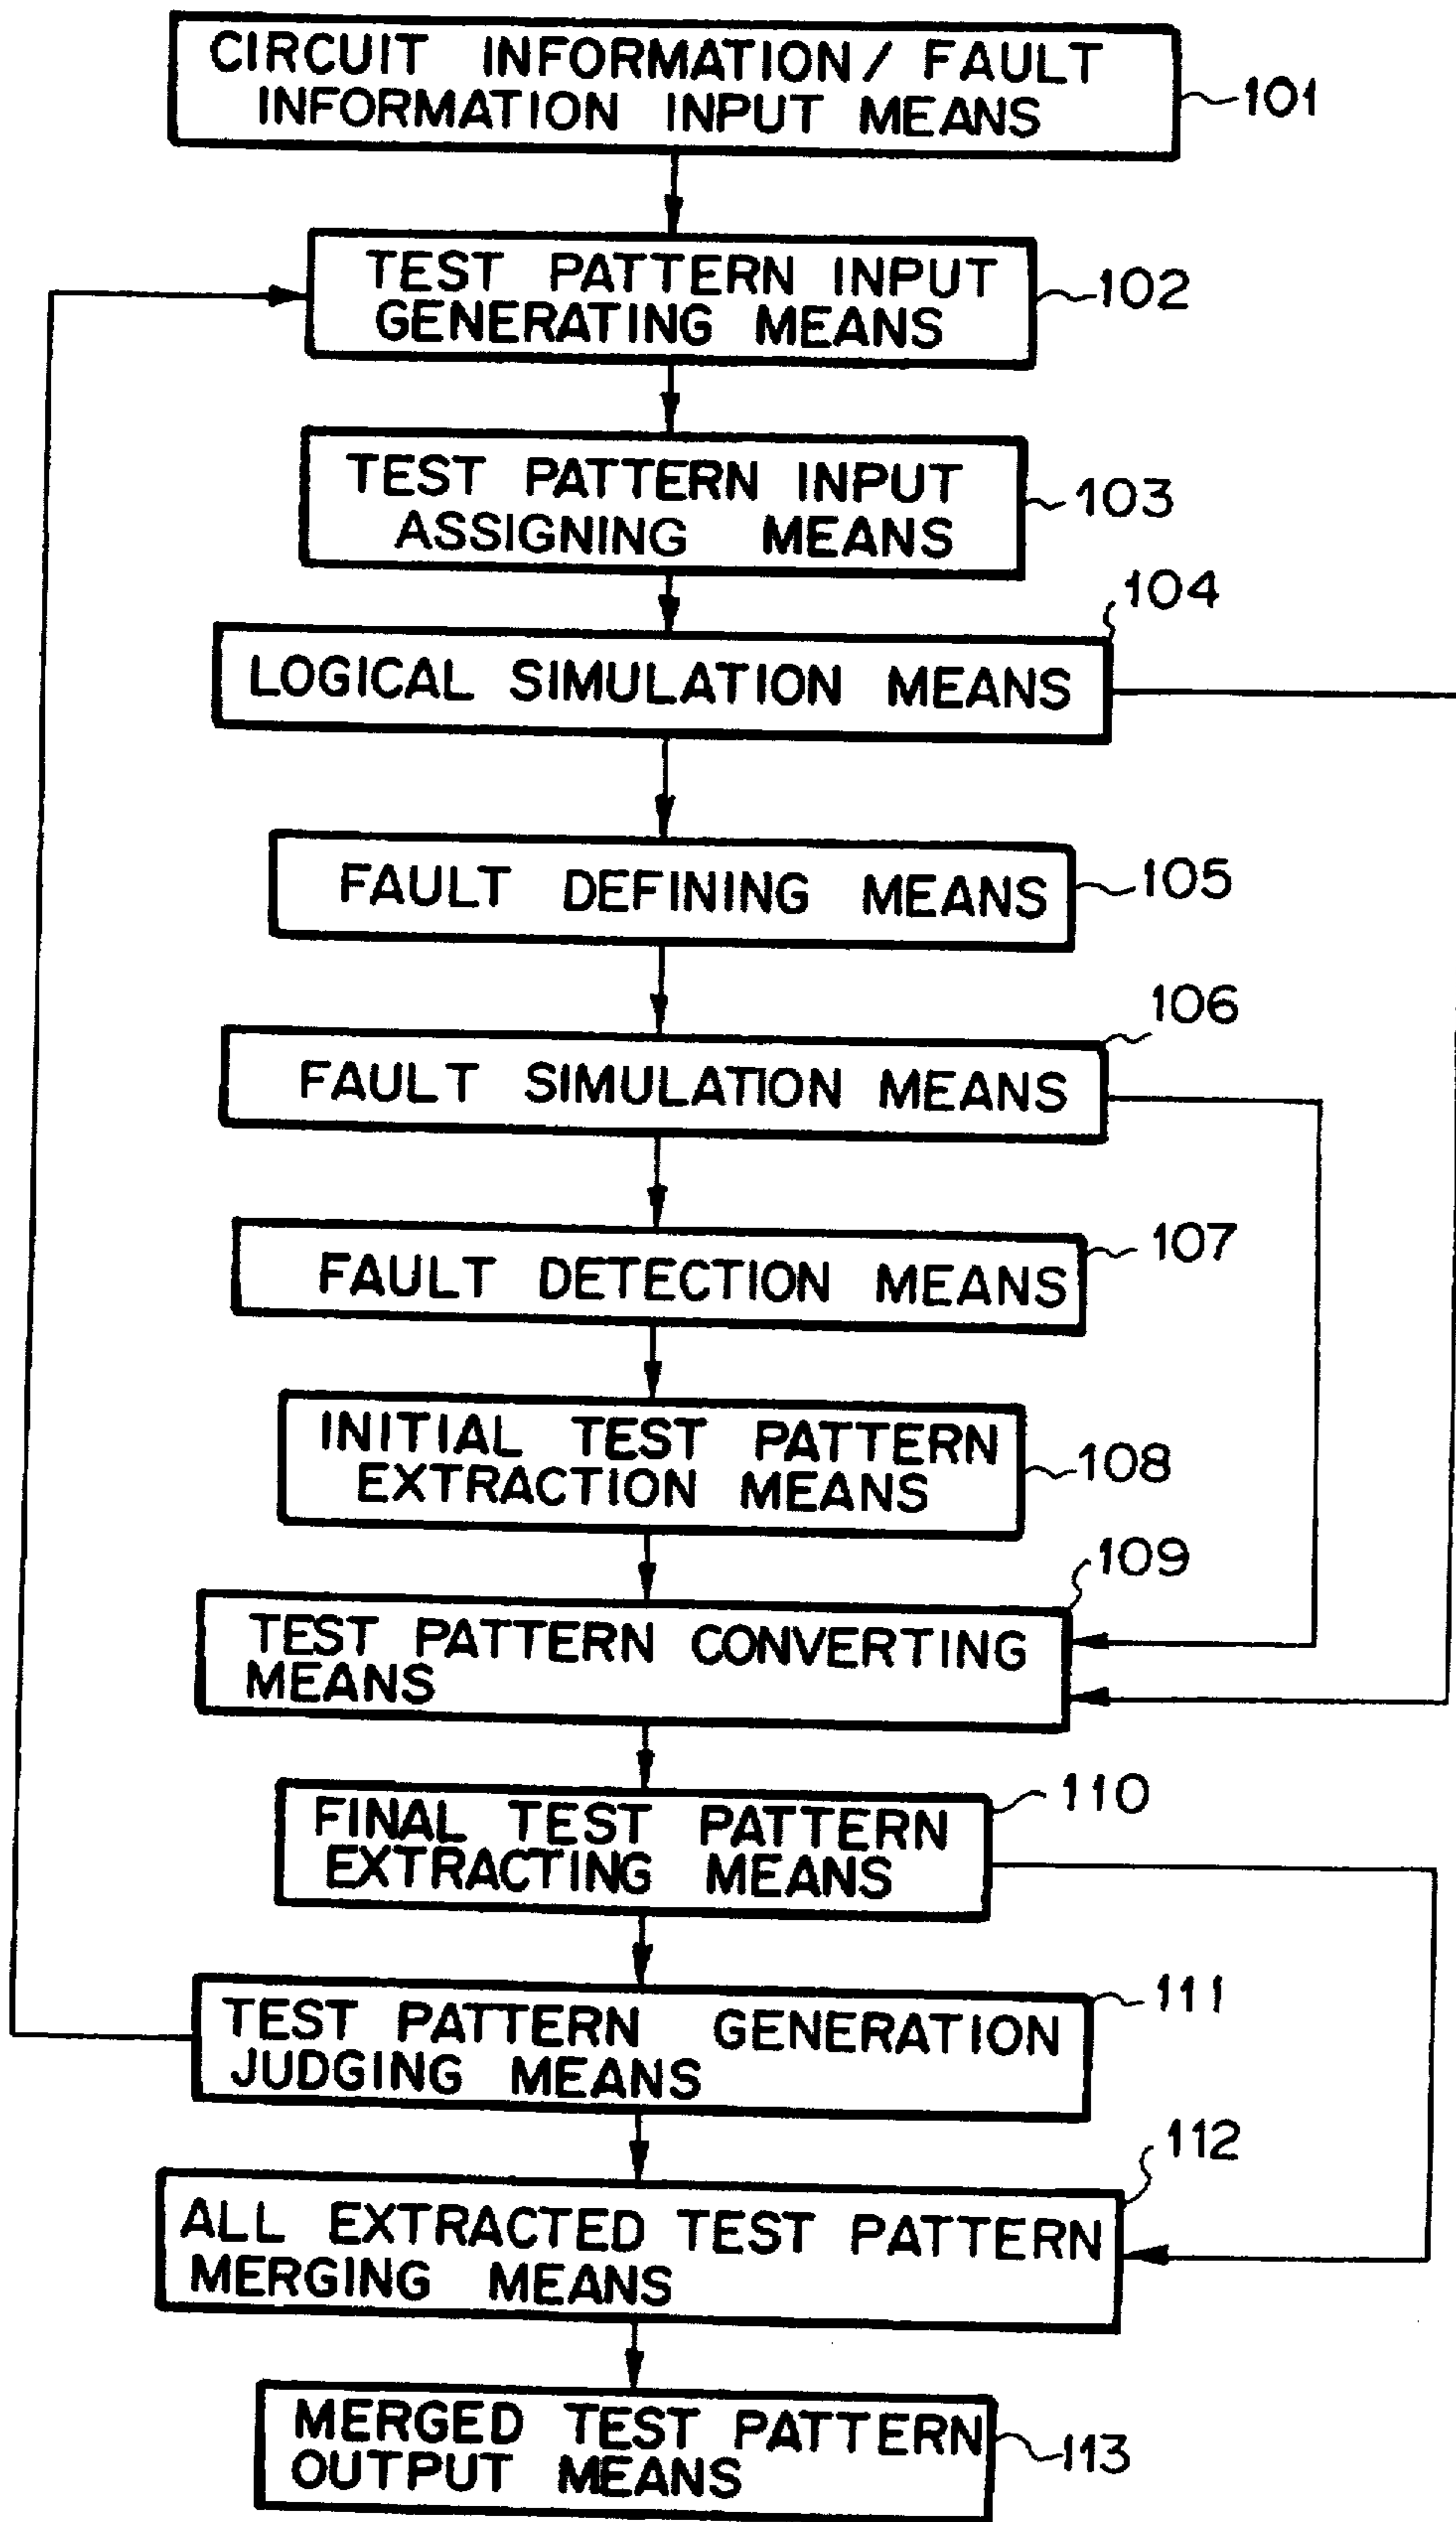 CIRCUIT INFORMATION/ FAULT
INFORMATION INPUT MEANS
101
TEST PATTERN INPUT
GENERATING MEANS
102
TEST PATTERN INPUT
ASSIGNING MEANS
103
104
LOGICAL SIMULATION MEANS
FAULT DEFINING MEANS
105
106
FAULT SIMULATION MEANS
107
FAULT DETECTION MEANS
INITIAL TEST PATTERN
EXTRACTION MEANS
108
109
TEST PATTERN CONVERTING
MEANS
110
FINAL TEST PATTERN
EXTRACTING MEANS
111
TEST PATTERN GENERATION
JUDGING MEANS
112
ALL EXTRACTED TEST PATTERN
MERGING MEANS
MERGED TEST PATTERN
OUTPUT MEANS
113